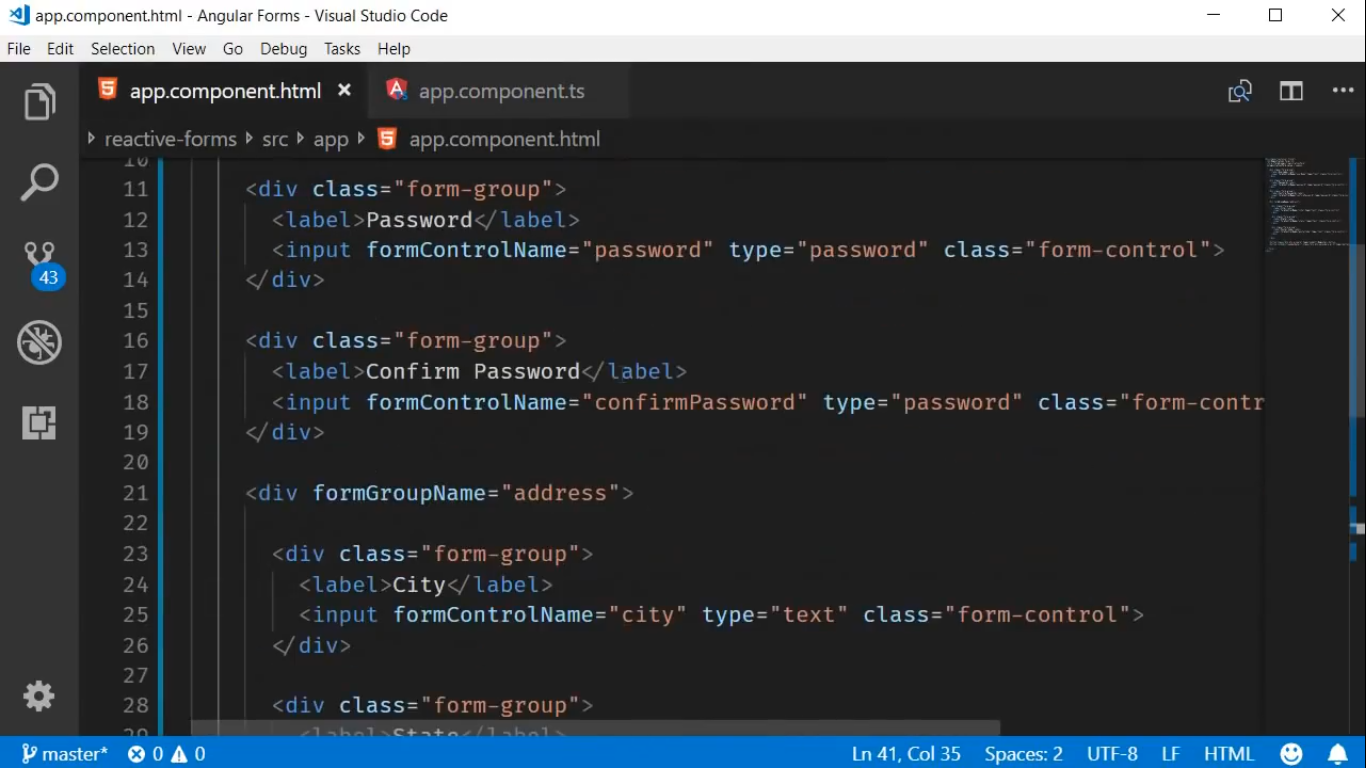 app.component.html - Angular Forms - Visual Studio Code
File Edit Selection View Go Debug Tasks Help
app.component.html app.component.ts
reactive-forms src app app.component.html
10
11 <div class="form-group">
12 <label>Password</label>
13 <input formControlName="password" type="password" class="form-control">
14 </div>
15
16 <div class="form-group">
17 <label>Confirm Password</label>
18 <input formControlName="confirmPassword" type="password" class="form-contr
19 </div>
20
21 <div formGroupName="address">
22
23 <div class="form-group">
24 <label>City</label>
25 <input formControlName="city" type="text" class="form-control">
26 </div>
27
28 <div class="form-group">
29 <label>State</label>
43
master* 0 0 Ln 41, Col 35 Spaces: 2 UTF-8 LF HTML